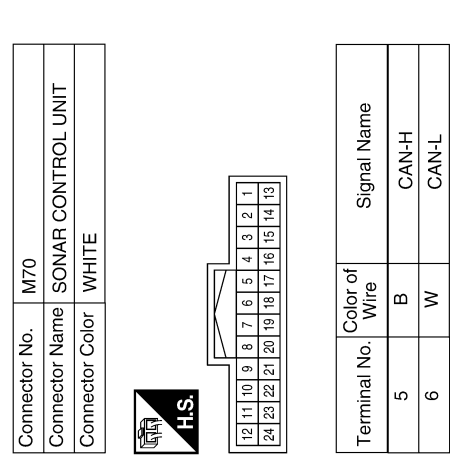 Connector No. M70
Connector Name SONAR CONTROL UNIT
Connector Color WHITE
H.S.
12 11 10 9 8 7 6 5 4 3 2 1
24 23 22 21 20 19 18 17 16 15 14 13
Terminal No. Color of Wire Signal Name
5 B CAN-H
6 W CAN-L